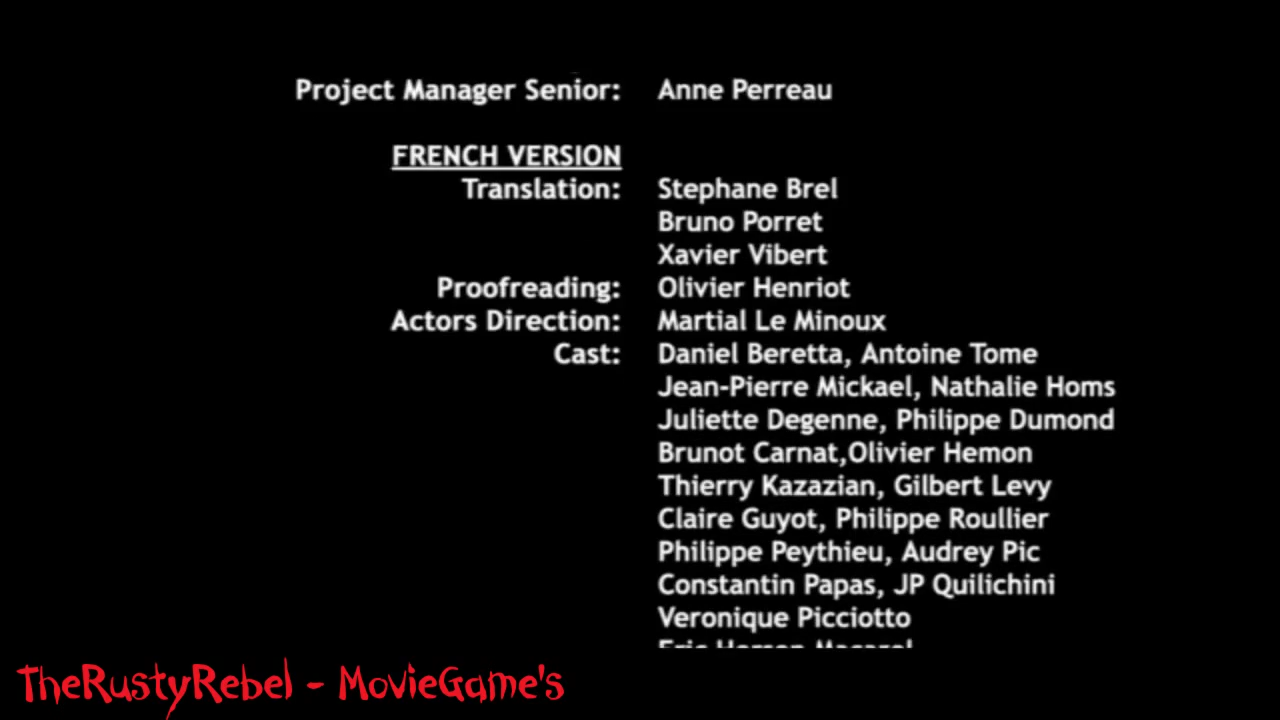 Project Manager Senior: Anne Perreau
FRENCH VERSION
Translation: Stephane Brel
Bruno Porret
Xavier Vibert
Proofreading: Olivier Henriot
Actors Direction: Martial Le Minoux
Cast: Daniel Beretta, Antoine Tome
Jean-Pierre Mickael, Nathalie Homs
Juliette Degenne, Philippe Dumond
Brunot Carnat,Olivier Hemon
Thierry Kazazian, Gilbert Levy
Claire Guyot, Philippe Roullier
Philippe Peythieu, Audrey Pic
Constantin Papas, JP Quilichini
Veronique Picciotto
TheRustyRebel - MovieGame's